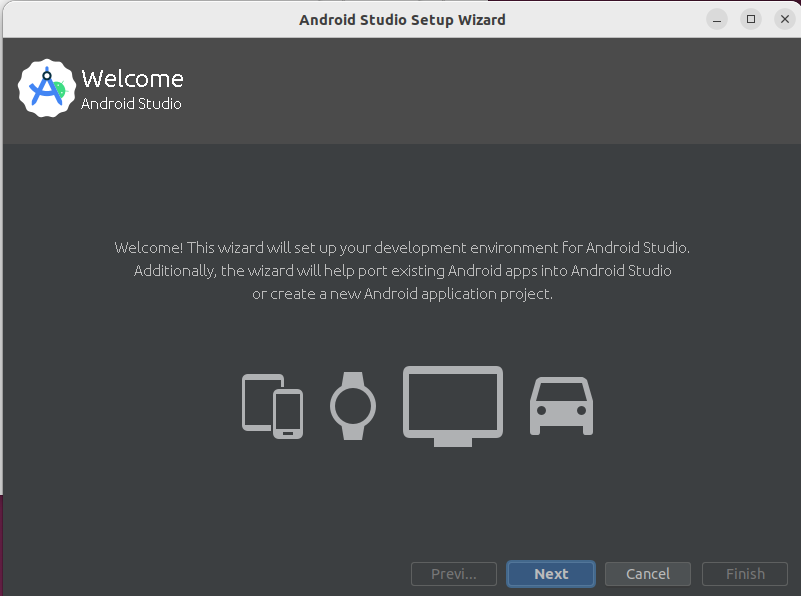 Android Studio Setup Wizard
Welcome
Android Studio
Welcome! This wizard will set up your development environment for Android Studio.
Additionally, the wizard will help port existing Android apps into Android Studio
or create a new Android application project.
Previ... Next Cancel Finish